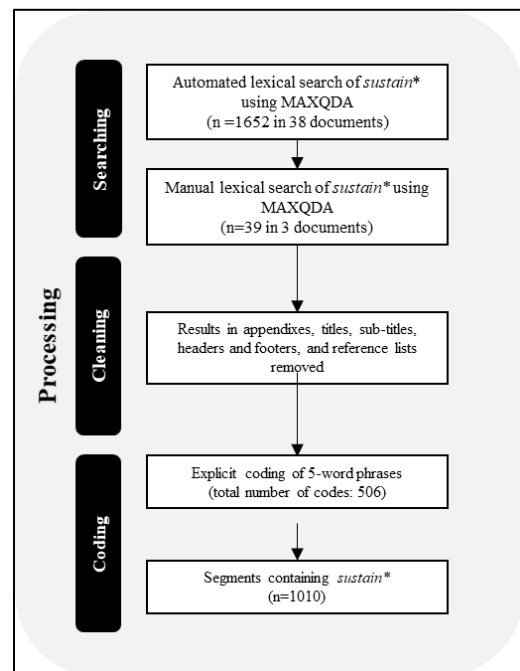 Processing
Searching
Automated lexical search of sustain*
using MAXQDA
(n =1652 in 38 documents)
Manual lexical search of sustain* using
MAXQDA
(n=39 in 3 documents)
Cleaning
Results in appendixes, titles, sub-titles,
headers and footers, and reference lists
removed
Coding
Explicit coding of 5-word phrases
(total number of codes: 506)
Segments containing sustain*
(n=1010)